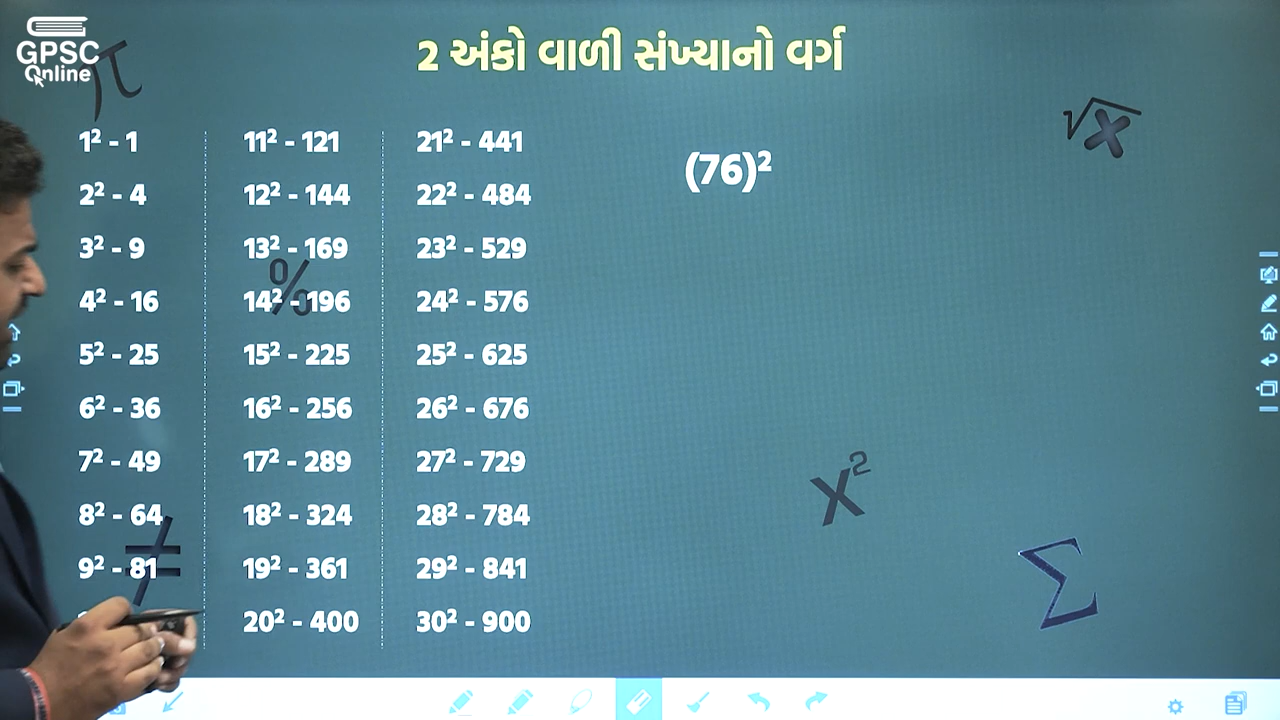 GPSC
Online
2 અંકો વાળી સંખ્યાનો વર્ગ
π
√x
1² - 1
2² - 4
3² - 9
4² - 16
5² - 25
6² - 36
7² - 49
8² - 64
9² - 81
11² - 121
12² - 144
13² - 169
%
14² - 196
15² - 225
16² - 256
17² - 289
18² - 324
19² - 361
20² - 400
21² - 441
22² - 484
23² - 529
24² - 576
25² - 625
26² - 676
27² - 729
28² - 784
29² - 841
30² - 900
(76)²
x²
≠
Σ